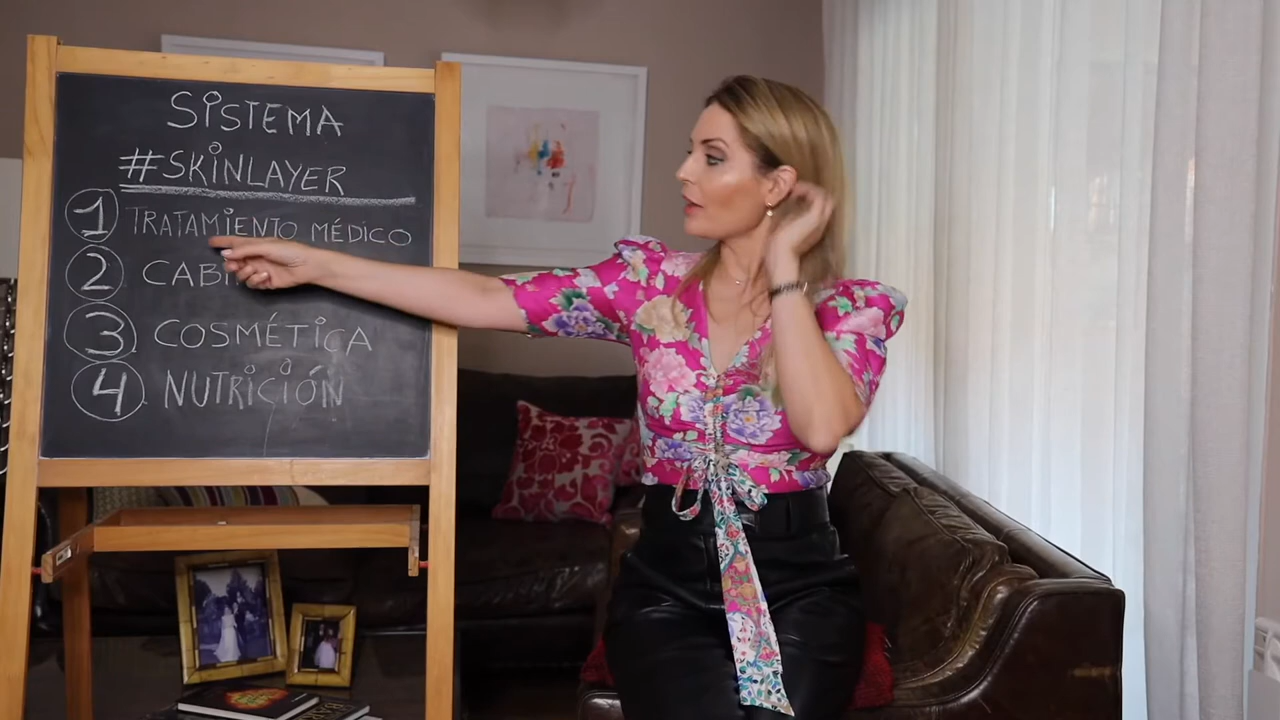 SISTEMA
#SKINLAYER
1 TRATAMIENTO MÉDICO
2
3 COSMÉTICA
4 NUTRICIÓN